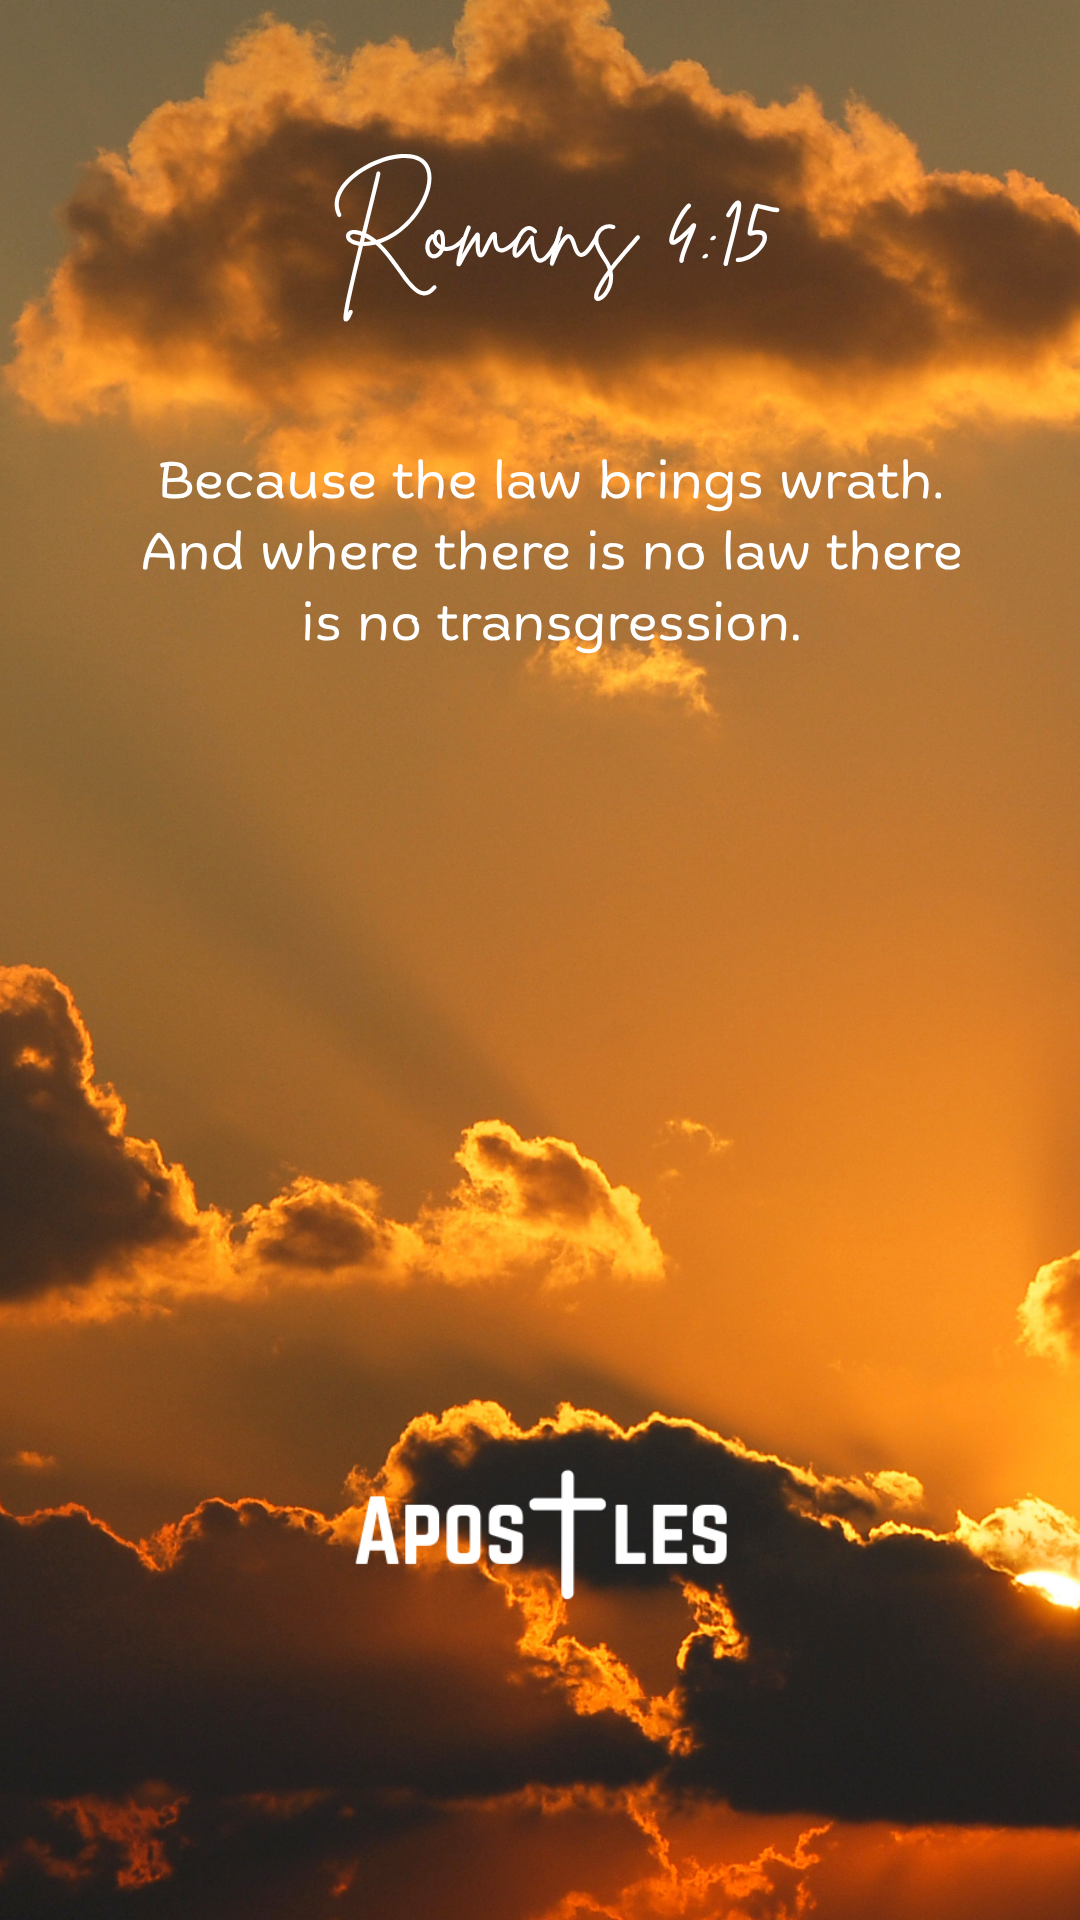 Romans 4:15
Because the law brings wrath.
And where there is no law there
is no transgression.
APOSTLES